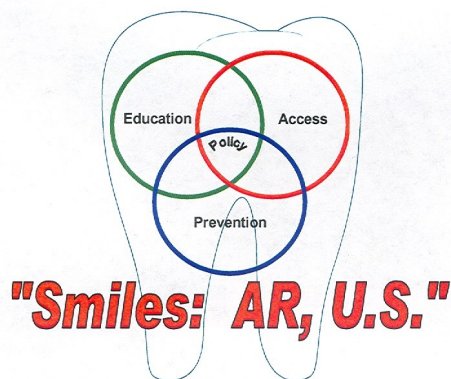 Education Access
Policy
Prevention
"Smiles: AR, U.S."